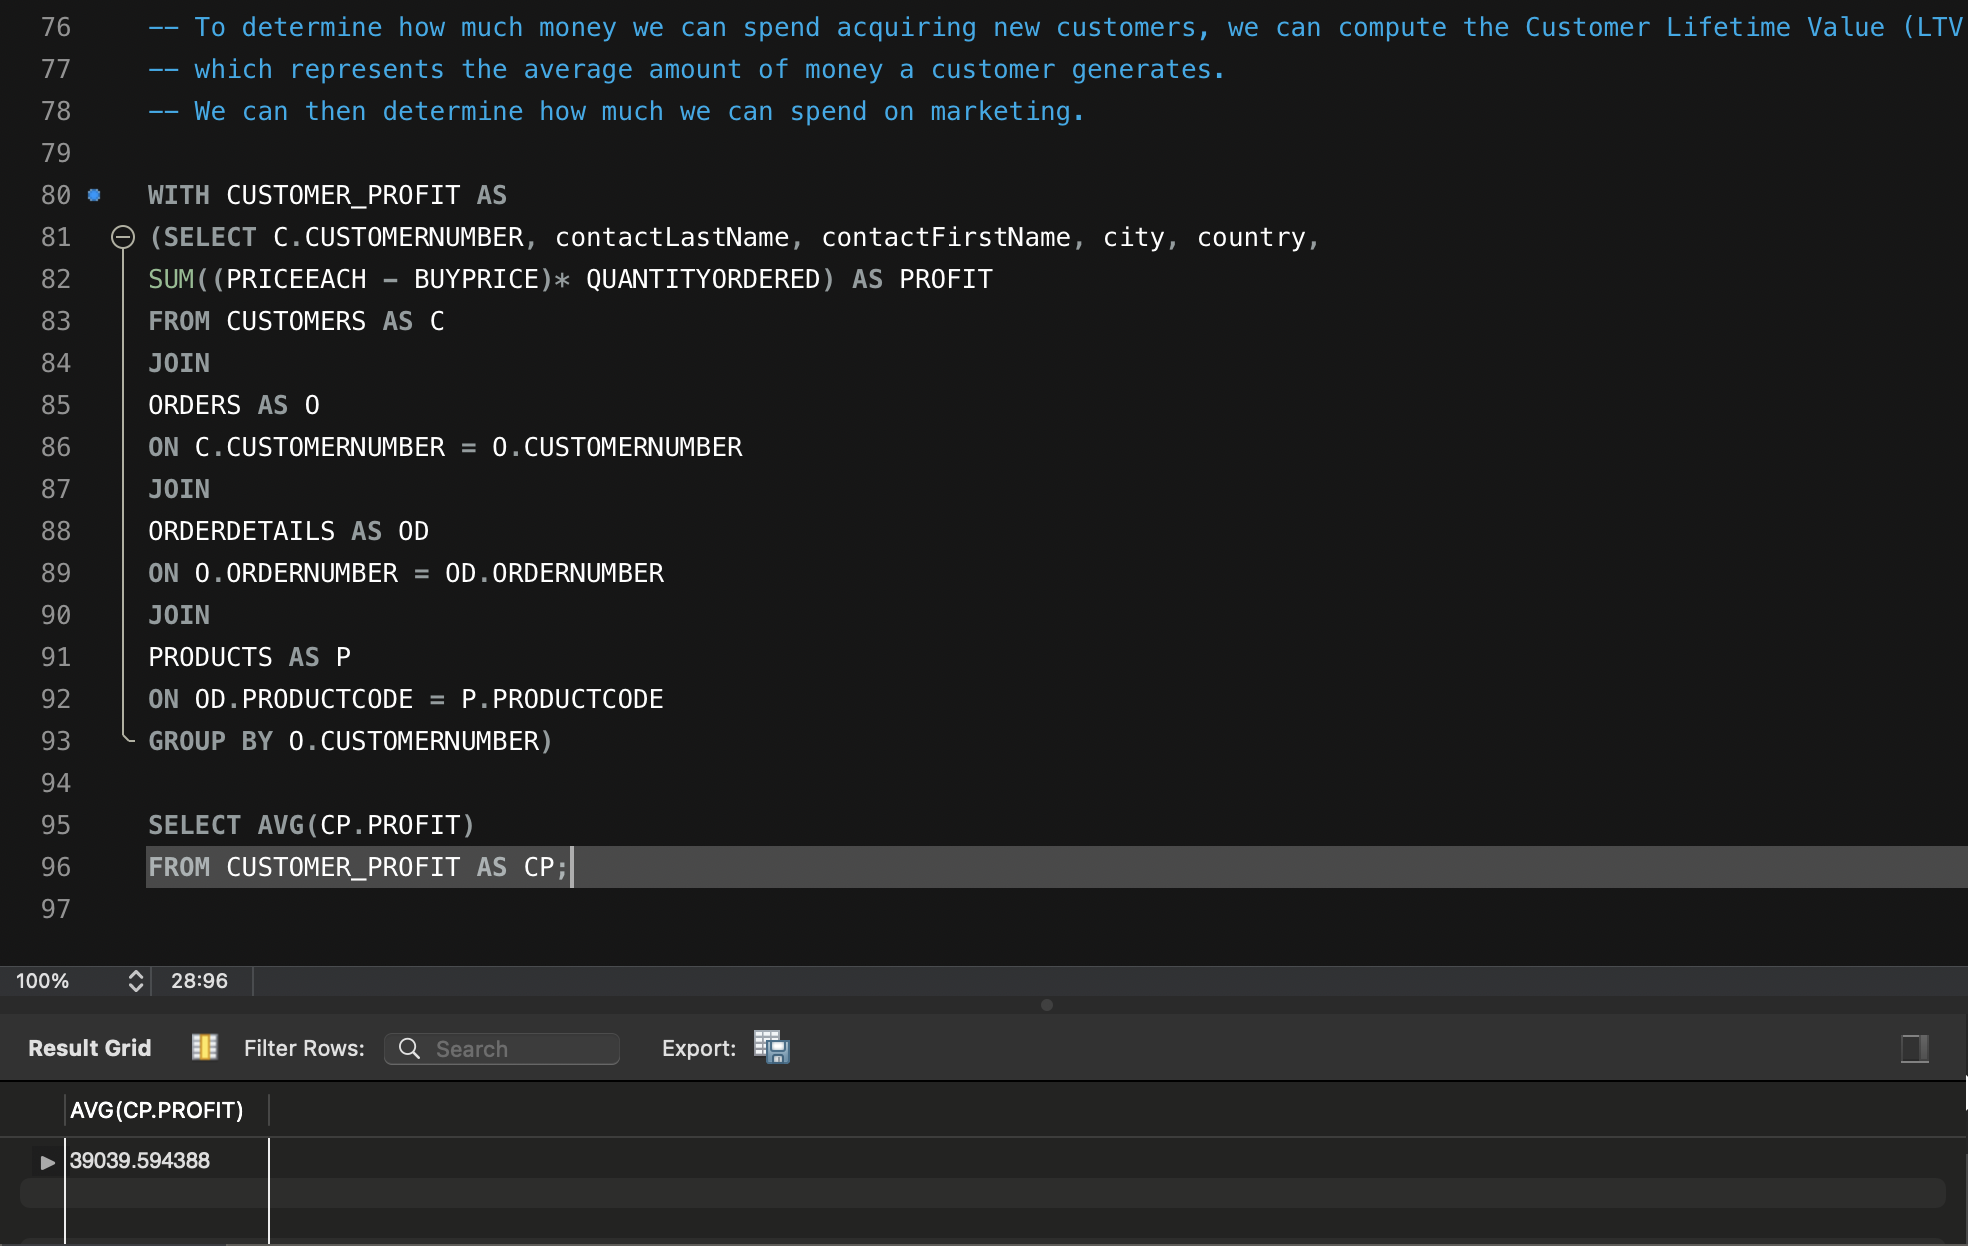 76 -- To determine how much money we can spend acquiring new customers, we can compute the Customer Lifetime Value (LTV
77 -- which represents the average amount of money a customer generates.
78 -- We can then determine how much we can spend on marketing.
79
80 WITH CUSTOMER_PROFIT AS
81 (SELECT C.CUSTOMERNUMBER, contactLastName, contactFirstName, city, country,
82 SUM((PRICEEACH - BUYPRICE)* QUANTITYORDERED) AS PROFIT
83 FROM CUSTOMERS AS C
84 JOIN
85 ORDERS AS O
86 ON C.CUSTOMERNUMBER = O.CUSTOMERNUMBER
87 JOIN
88 ORDERDETAILS AS OD
89 ON O.ORDERNUMBER = OD.ORDERNUMBER
90 JOIN
91 PRODUCTS AS P
92 ON OD.PRODUCTCODE = P.PRODUCTCODE
93 GROUP BY O.CUSTOMERNUMBER)
94
95 SELECT AVG(CP.PROFIT)
96 FROM CUSTOMER_PROFIT AS CP;
97
100% 28:96
Result Grid Filter Rows: Search Export:
AVG(CP.PROFIT)
39039.594388